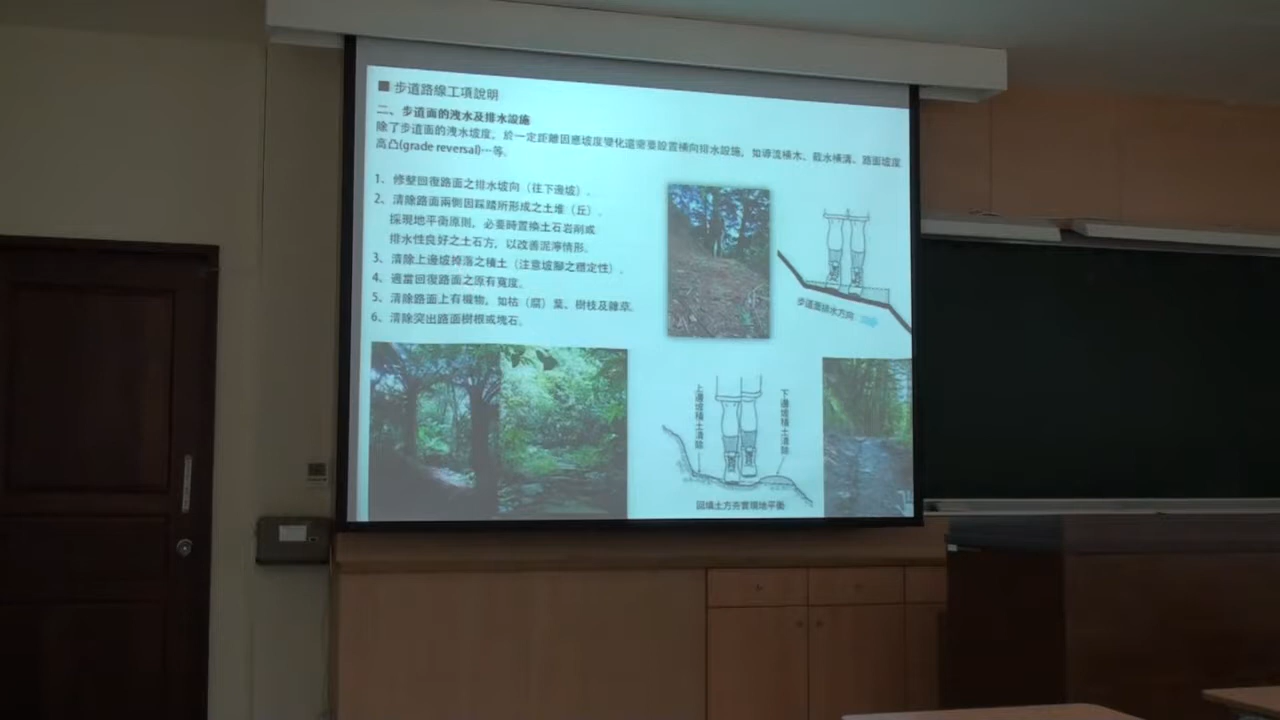 ■ 步道路線工項說明
二、步道面的洩水及排水設施
除了步道面的洩水坡度，於一定距離因應坡度變化還需要設置橫向排水設施，如導流橫木、截水橫溝、路面坡度
高凸(grade reversal)…等。
1、修整回復路面之排水坡向（往下邊坡）。
2、清除路面兩側因踩踏所形成之土堆（丘）。
採現地平衡原則，必要時置換土石岩屑或
排水性良好之土石方，以改善泥濘情形。
3、清除上邊坡掉落之積土（注意坡腳之穩定性）。
4、適當回復路面之原有寬度。
5、清除路面上有機物，如枯（腐）葉、樹枝及雜草。
6、清除突出路面樹根或塊石。
步道面排水方向
上邊坡積土清除
下邊坡積土清除
回填土方夯實現地平衡